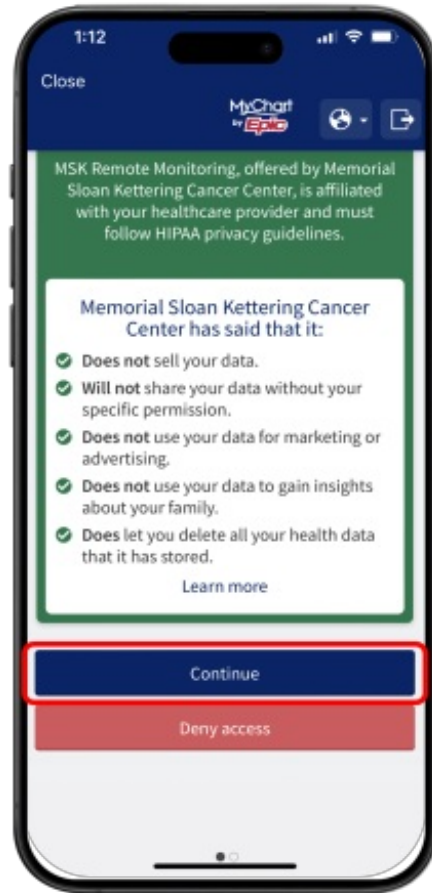 1:12
Close
MyChart
by Epic
MSK Remote Monitoring, offered by Memorial
Sloan Kettering Cancer Center, is affiliated
with your healthcare provider and must
follow HIPAA privacy guidelines.
Memorial Sloan Kettering Cancer
Center has said that it:
Does not sell your data.
Will not share your data without your
specific permission.
Does not use your data for marketing or
advertising.
Does not use your data to gain insights
about your family.
Does let you delete all your health data
that it has stored.
Learn more
Continue
Deny access